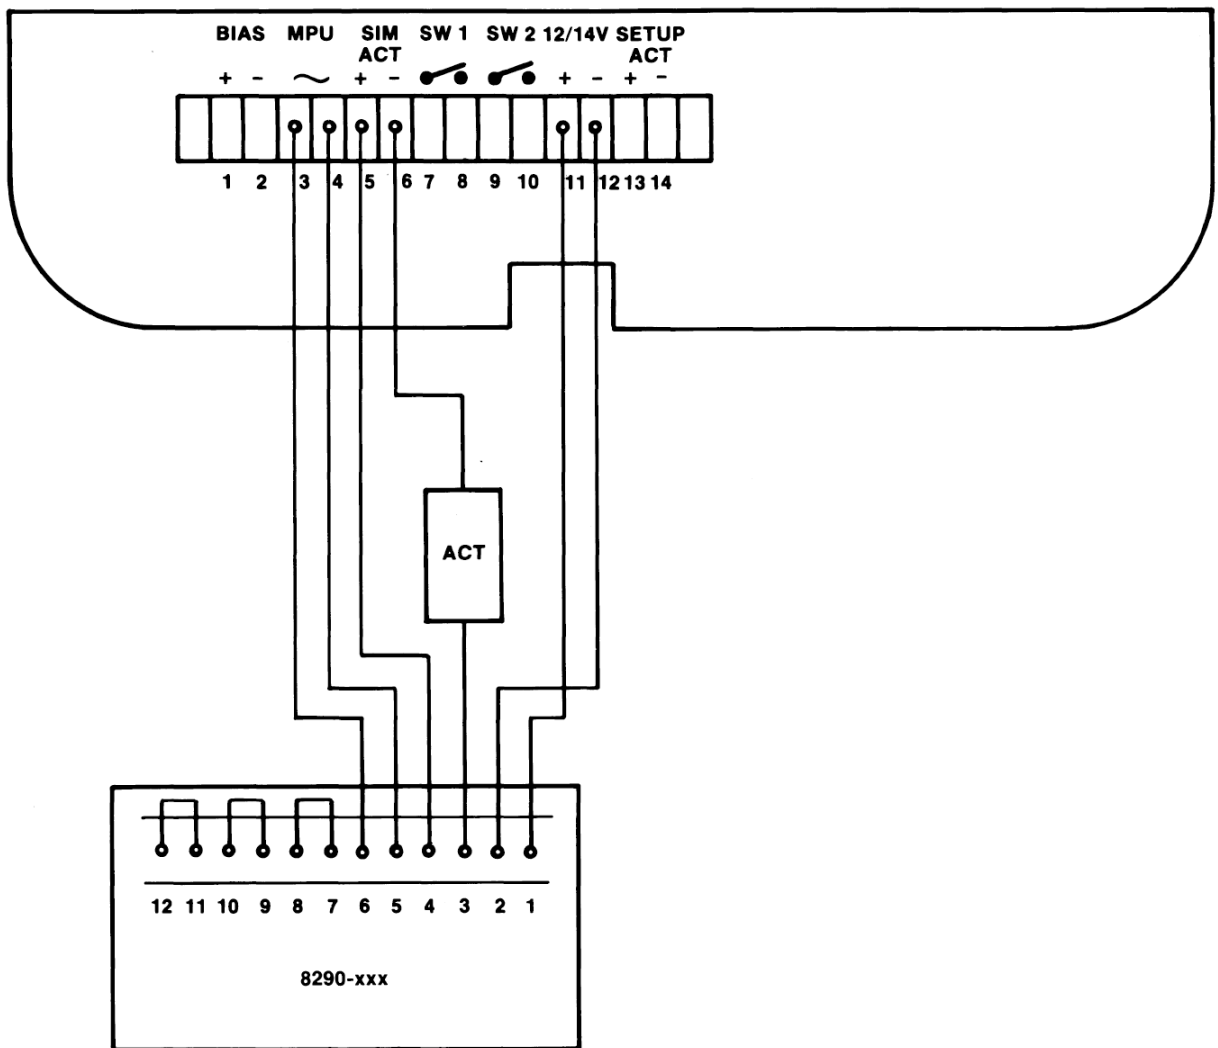 BIAS MPU SIM ACT SW 1 SW 2 12/14V SETUP ACT
+ − ∼ + − + − + −
1 2 3 4 5 6 7 8 9 10 11 12 13 14
ACT
12 11 10 9 8 7 6 5 4 3 2 1
8290-xxx